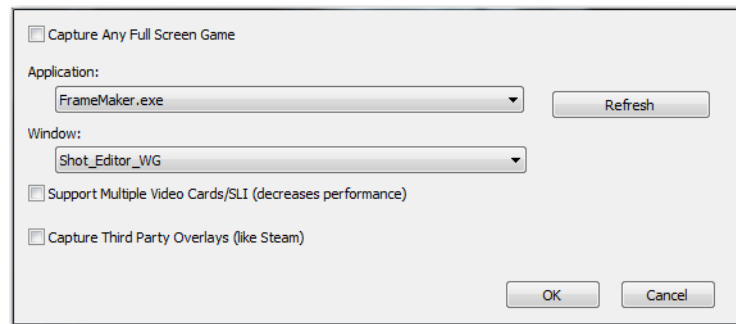 Capture Any Full Screen Game
Application:
FrameMaker.exe
Refresh
Window:
Shot_Editor_WG
Support Multiple Video Cards/SLI (decreases performance)
Capture Third Party Overlays (like Steam)
OK Cancel